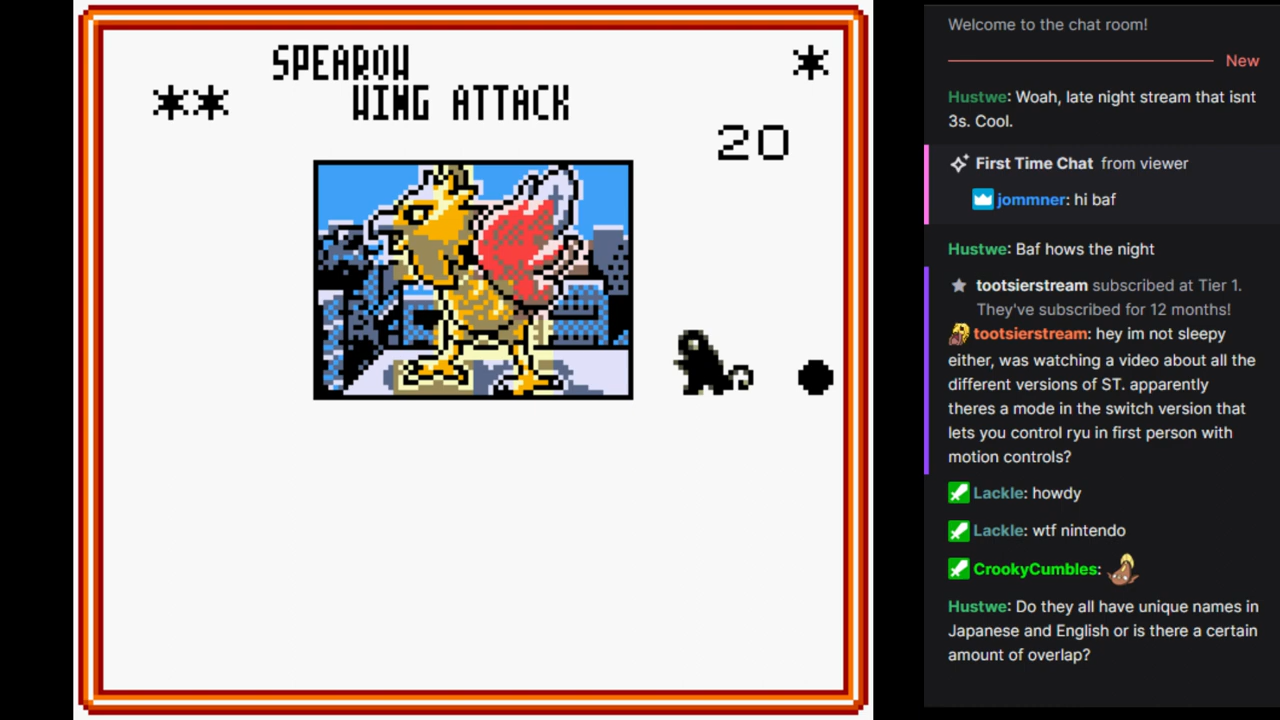 SPEAROW
WING ATTACK
20
Welcome to the chat room!
New
Hustwe: Woah, late night stream that isnt
3s. Cool.
First Time Chat from viewer
jommner: hi baf
Hustwe: Baf hows the night
tootsierstream subscribed at Tier 1.
They've subscribed for 12 months!
tootsierstream: hey im not sleepy
either, was watching a video about all the
different versions of ST. apparently
theres a mode in the switch version that
lets you control ryu in first person with
motion controls?
Lackle: howdy
Lackle: wtf nintendo
CrookyCumbles:
Hustwe: Do they all have unique names in
Japanese and English or is there a certain
amount of overlap?